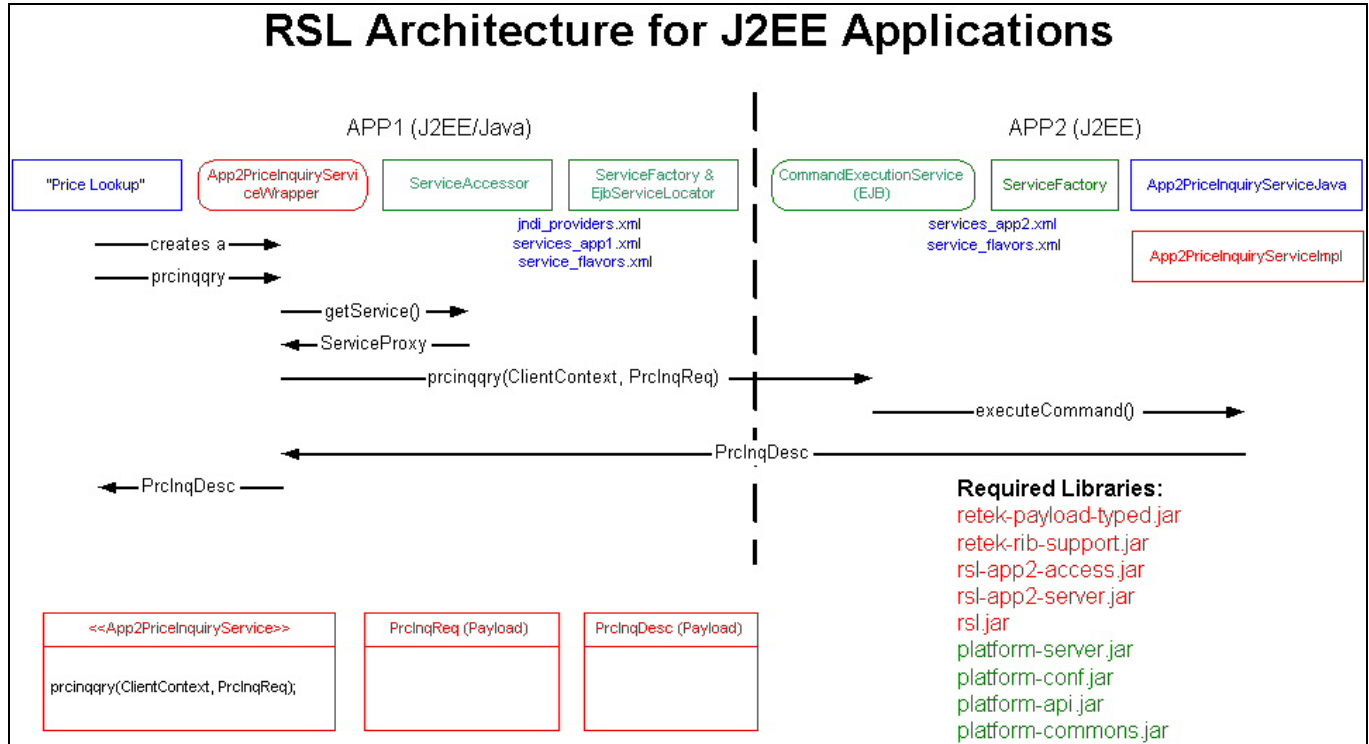 RSL Architecture for J2EE Applications
APP1 (J2EE/Java)
APP2 (J2EE)
"Price Lookup"
App2PriceInquiryServi
ceWrapper
ServiceAccessor
ServiceFactory &
EjbServiceLocator
CommandExecutionService
(EJB)
ServiceFactory
App2PriceInquiryServiceJava
jndi_providers.xml
services_app1.xml
service_flavors.xml
services_app2.xml
service_flavors.xml
App2PriceInquiryServiceImpl
creates a
prcinqqry
getService()
ServiceProxy
prcinqqry(ClientContext, PrcInqReq)
executeCommand()
PrcInqDesc
PrcInqDesc
Required Libraries:
retek-payload-typed.jar
retek-rib-support.jar
rsl-app2-access.jar
rsl-app2-server.jar
rsl.jar
platform-server.jar
platform-conf.jar
platform-api.jar
platform-commons.jar
<<App2PriceInquiryService>>
prcinqqry(ClientContext, PrcInqReq);
PrcInqReq (Payload)
PrcInqDesc (Payload)